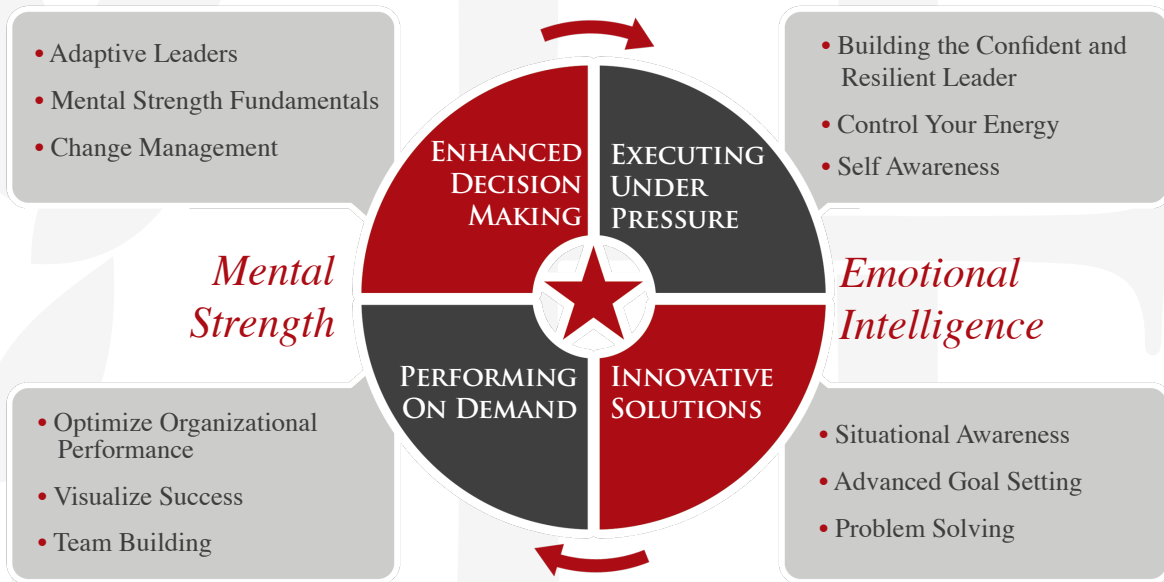 • Adaptive Leaders
• Mental Strength Fundamentals
• Change Management
• Building the Confident and
Resilient Leader
• Control Your Energy
• Self Awareness
Enhanced
Decision
Making
Executing
Under
Pressure
Mental
Strength
Emotional
Intelligence
Performing
On Demand
Innovative
Solutions
• Optimize Organizational
Performance
• Visualize Success
• Team Building
• Situational Awareness
• Advanced Goal Setting
• Problem Solving